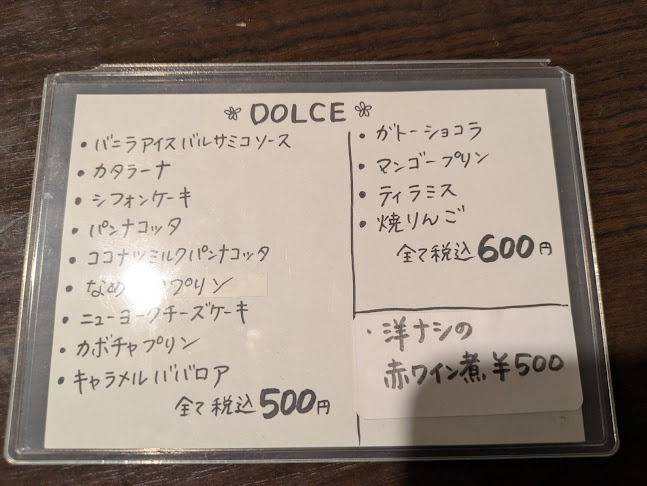 DOLCE
・バニラアイスバルサミコソース
・カタラーナ
・シフォンケーキ
・パンナコッタ
・ココナツミルクパンナコッタ
・なめ プリン
・ニューヨークチーズケーキ
・カボチャプリン
・キャラメルババロア
全て税込500円
・ガトーショコラ
・マンゴープリン
・ティラミス
・焼りんご
全て税込600円
・洋ナシの
赤ワイン煮¥500